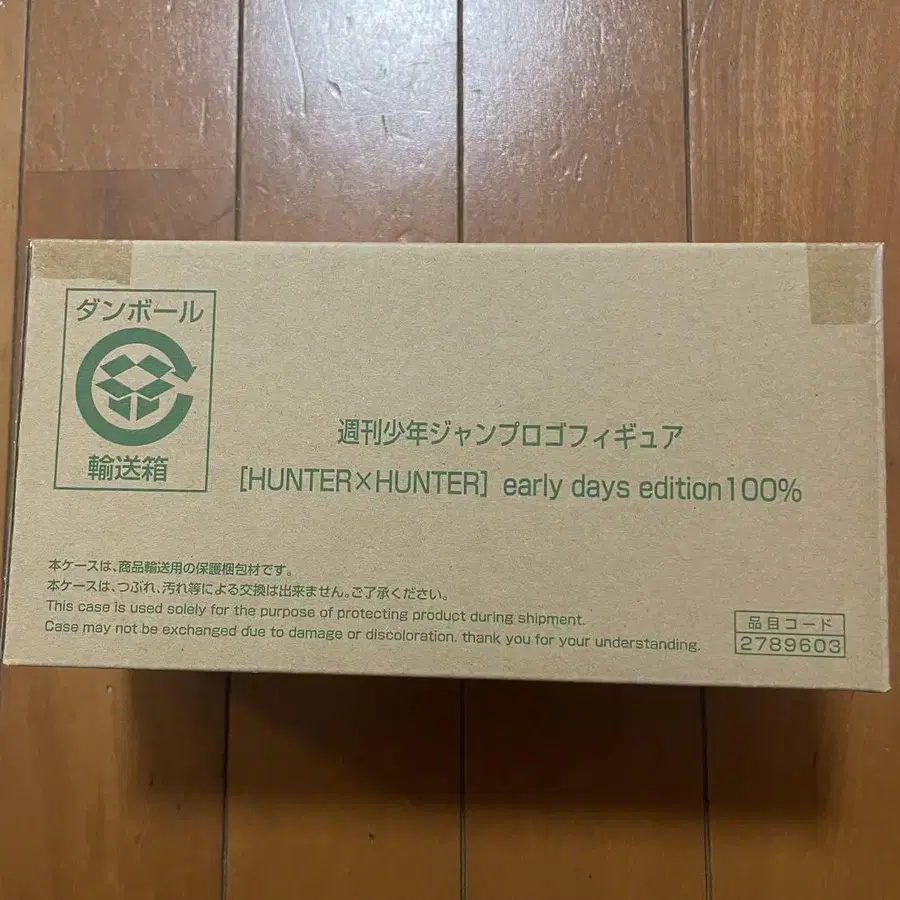 ダンボール
輸送箱
週刊少年ジャンプロゴフィギュア
[HUNTER×HUNTER] early days edition100%
本ケースは、商品輸送用の保護梱包材です。
本ケースは、つぶれ、汚れ等による交換は出来ません。ご了承ください。
This case is used solely for the purpose of protecting product during shipment.
Case may not be exchanged due to damage or discoloration. thank you for your understanding.
品目コード
2789603